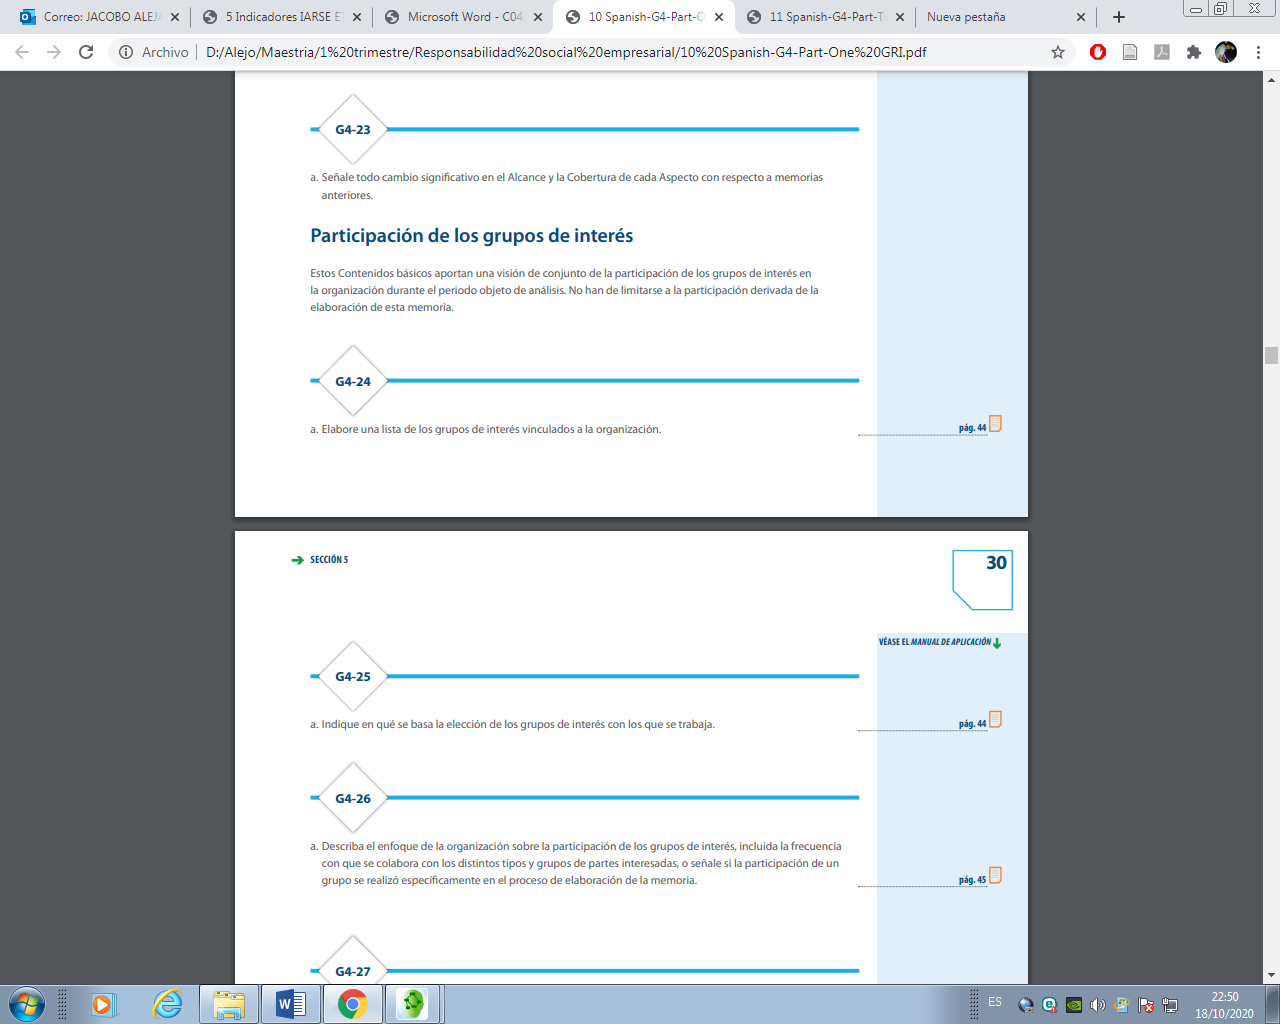 Correo: JACOBO ALEJA
5 Indicadores IARSE E
Microsoft Word - C04.
10 Spanish-G4-Part-O
11 Spanish-G4-Part-Tw
Nueva pestaña
Archivo
D:/Alejo/Maestria/1%20trimestre/Responsabilidad%20social%20empresarial/10%20Spanish-G4-Part-One%20GRI.pdf
G4-23
a. Señale todo cambio significativo en el Alcance y la Cobertura de cada Aspecto con respecto a memorias
anteriores.
Participación de los grupos de interés
Estos Contenidos básicos aportan una visión de conjunto de la participación de los grupos de interés en
la organización durante el periodo objeto de análisis. No han de limitarse a la participación derivada de la
elaboración de esta memoria.
G4-24
a. Elabore una lista de los grupos de interés vinculados a la organización.
pág. 44
SECCIÓN 5
30
VÉASE EL MANUAL DE APLICACIÓN
G4-25
a. Indique en qué se basa la elección de los grupos de interés con los que se trabaja.
pág. 44
G4-26
a. Describa el enfoque de la organización sobre la participación de los grupos de interés, incluida la frecuencia
con que se colabora con los distintos tipos y grupos de partes interesadas, o señale si la participación de un
grupo se realizó específicamente en el proceso de elaboración de la memoria.
pág. 45
G4-27
ES
22:50
18/10/2020